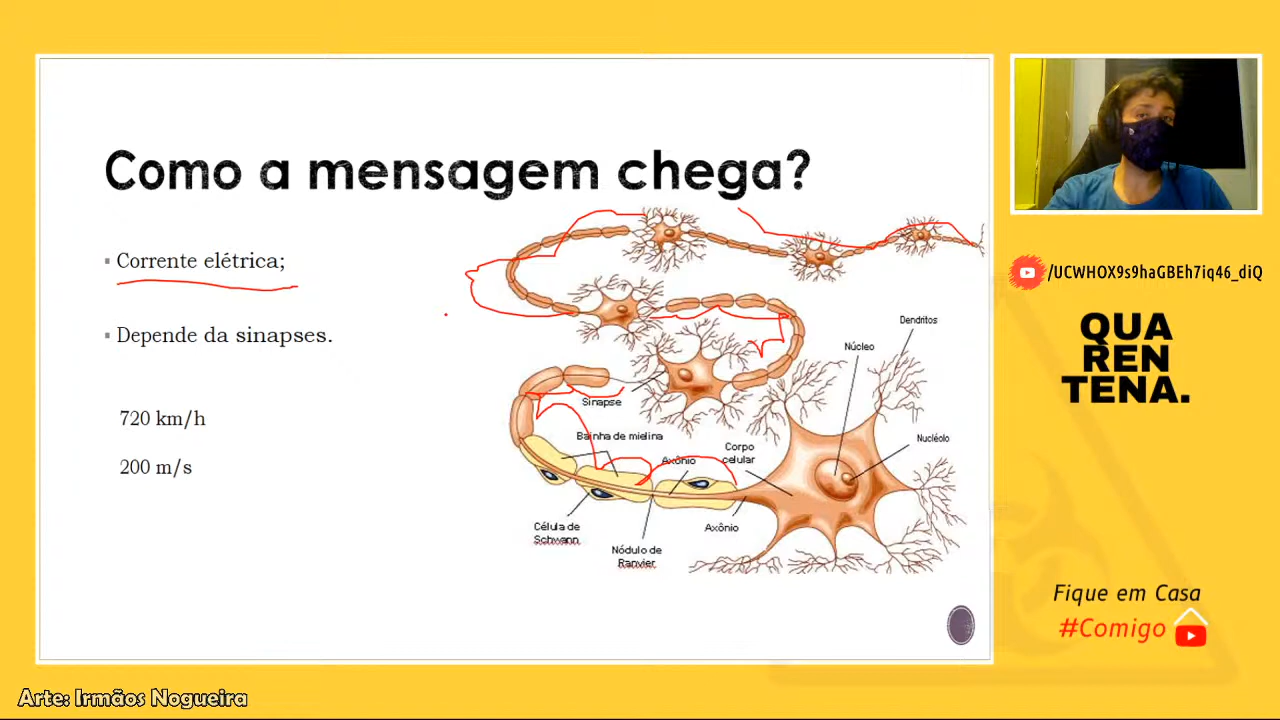 Como a mensagem chega?
Corrente elétrica;
Depende da sinapses.
720 km/h
200 m/s
Dendritos
Núcleo
Sinapse
Bainha de mielina
Corpo
celular
Nucléolo
Axônio
Axônio
Célula de
Schwann
Nódulo de
Ranvier
/UCWHOX9s9haGBEh7iq46_diQ
QUA
REN
TENA.
Fique em Casa
#Comigo
Arte: Irmãos Nogueira